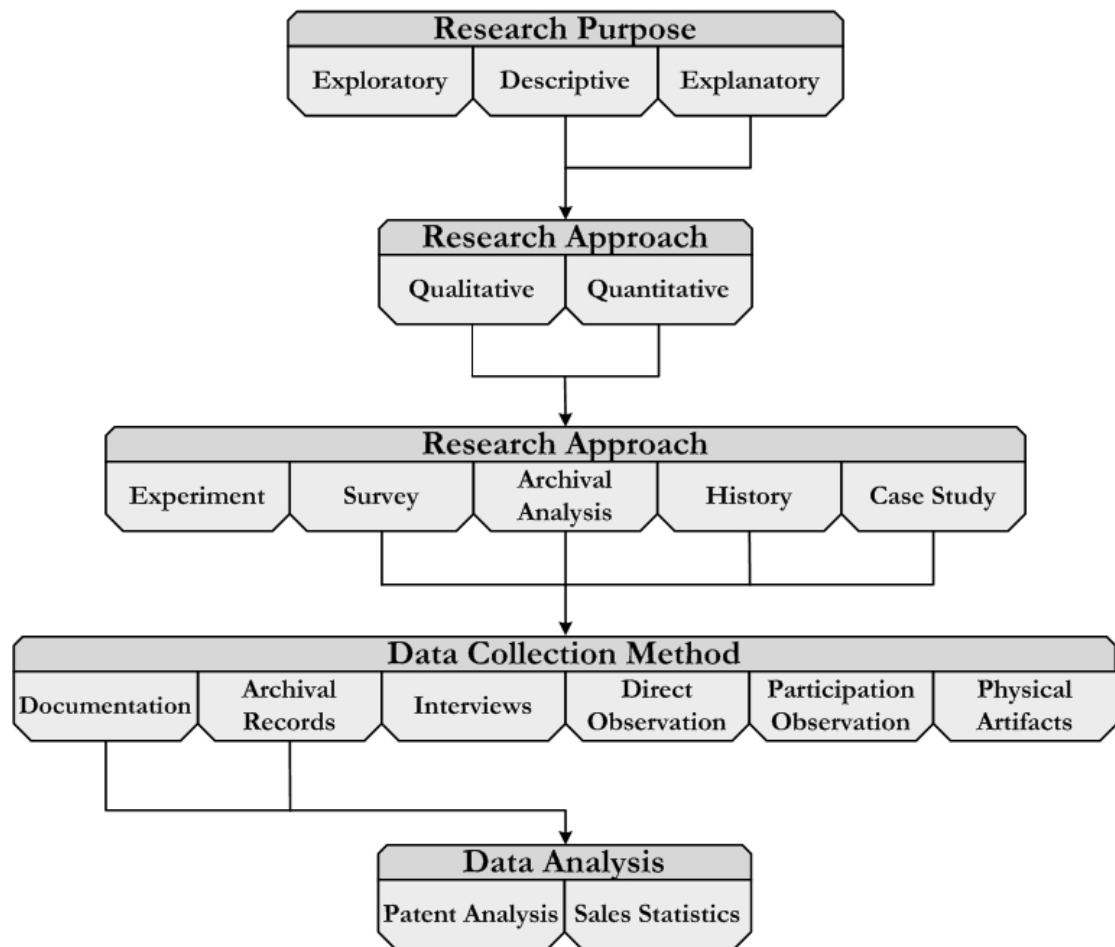 Research Purpose
Exploratory
Descriptive
Explanatory
Research Approach
Qualitative
Quantitative
Research Approach
Experiment
Survey
Archival
Analysis
History
Case Study
Data Collection Method
Documentation
Archival
Records
Interviews
Direct
Observation
Participation
Observation
Physical
Artifacts
Data Analysis
Patent Analysis
Sales Statistics